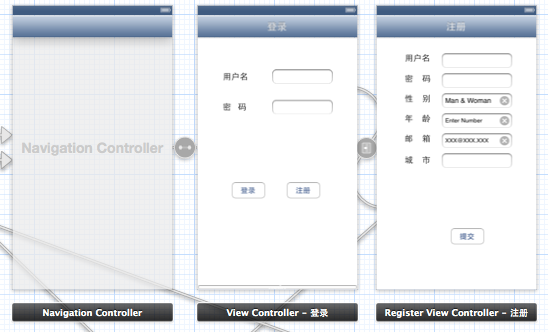 登录
注册
用户名
用户名
密 码
密 码
性 别 Man & Woman
年 龄 Enter Number
邮 箱 XXX@XXX.XXX
城 市
Navigation Controller
登录 注册
提交
Navigation Controller
View Controller - 登录
Register View Controller - 注册